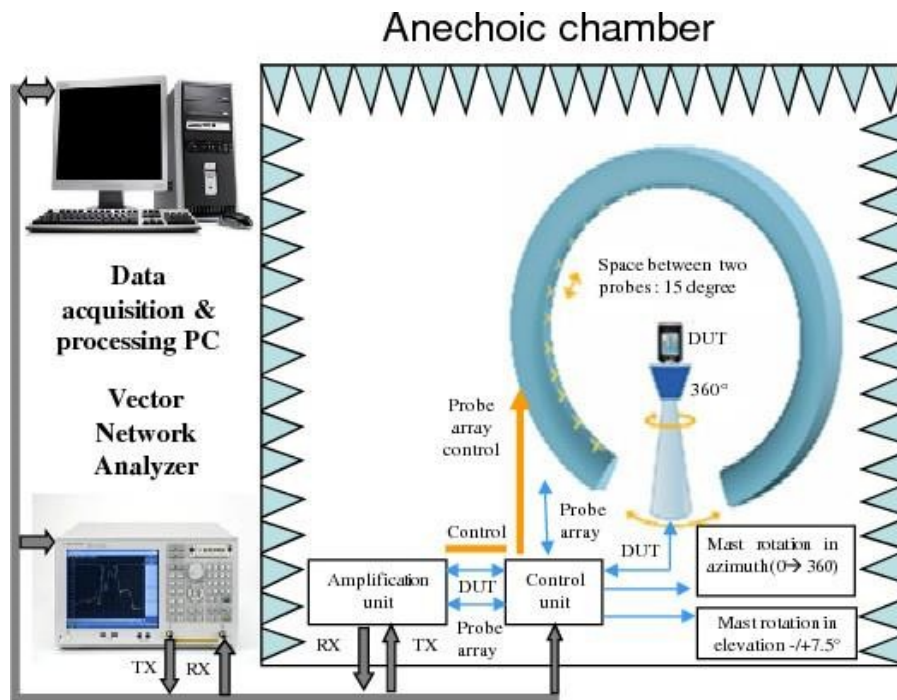 Anechoic chamber
Data
acquisition &
processing PC
Vector
Network
Analyzer
Space between two
probes : 15 degree
DUT
360°
Probe
array
control
Probe
array
Control
DUT
Mast rotation in
azimuth(0→ 360)
Amplification
unit
DUT
Control
unit
Mast rotation in
elevation -/+7.5°
Probe
array
RX
TX
TX
RX